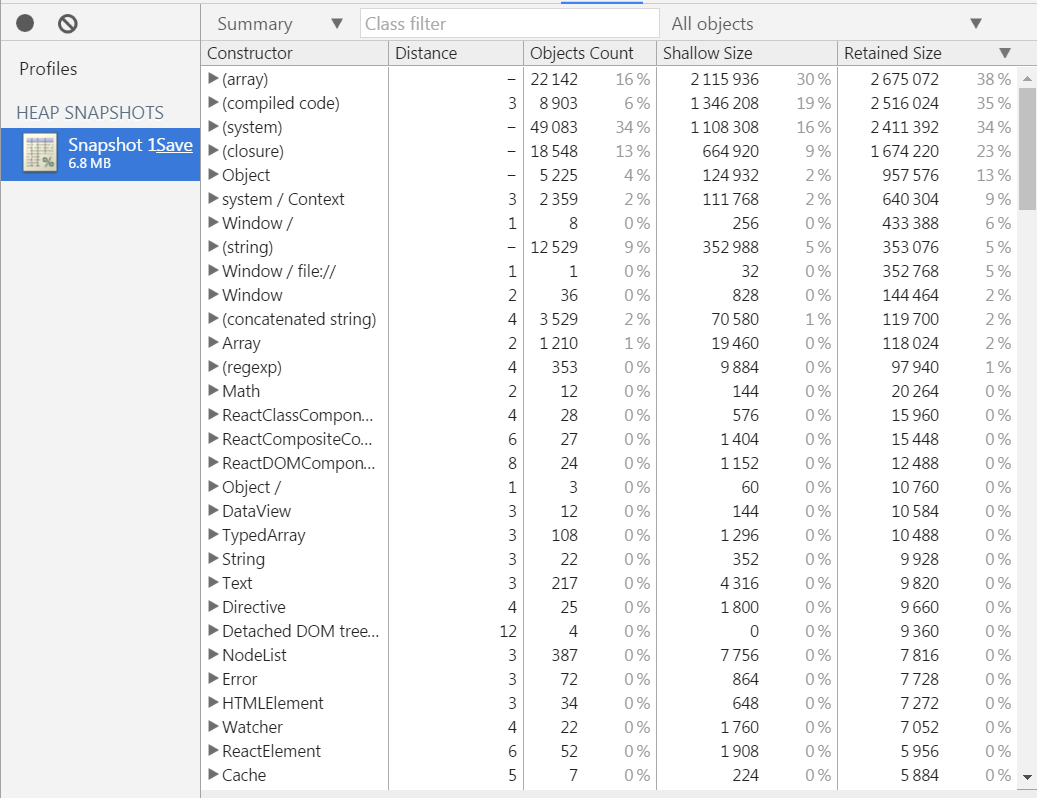 Summary Class filter All objects
Profiles
HEAP SNAPSHOTS
Snapshot 1 Save
6.8 MB
Constructor Distance Objects Count Shallow Size Retained Size
(array) – 22 142 16 % 2 115 936 30 % 2 675 072 38 %
(compiled code) 3 8 903 6 % 1 346 208 19 % 2 516 024 35 %
(system) – 49 083 34 % 1 108 308 16 % 2 411 392 34 %
(closure) – 18 548 13 % 664 920 9 % 1 674 220 23 %
Object – 5 225 4 % 124 932 2 % 957 576 13 %
system / Context 3 2 359 2 % 111 768 2 % 640 304 9 %
Window / 1 8 0 % 256 0 % 433 388 6 %
(string) – 12 529 9 % 352 988 5 % 353 076 5 %
Window / file:// 1 1 0 % 32 0 % 352 768 5 %
Window 2 36 0 % 828 0 % 144 464 2 %
(concatenated string) 4 3 529 2 % 70 580 1 % 119 700 2 %
Array 2 1 210 1 % 19 460 0 % 118 024 2 %
(regexp) 4 353 0 % 9 884 0 % 97 940 1 %
Math 2 12 0 % 144 0 % 20 264 0 %
ReactClassCompon... 4 28 0 % 576 0 % 15 960 0 %
ReactCompositeCo... 6 27 0 % 1 404 0 % 15 448 0 %
ReactDOMCompon... 8 24 0 % 1 152 0 % 12 488 0 %
Object / 1 3 0 % 60 0 % 10 760 0 %
DataView 3 12 0 % 144 0 % 10 584 0 %
TypedArray 3 108 0 % 1 296 0 % 10 488 0 %
String 3 22 0 % 352 0 % 9 928 0 %
Text 3 217 0 % 4 316 0 % 9 820 0 %
Directive 4 25 0 % 1 800 0 % 9 660 0 %
Detached DOM tree... 12 4 0 % 0 0 % 9 360 0 %
NodeList 3 387 0 % 7 756 0 % 7 816 0 %
Error 3 72 0 % 864 0 % 7 728 0 %
HTMLElement 3 34 0 % 648 0 % 7 272 0 %
Watcher 4 22 0 % 1 760 0 % 7 052 0 %
ReactElement 6 52 0 % 1 908 0 % 5 956 0 %
Cache 5 7 0 % 224 0 % 5 884 0 %